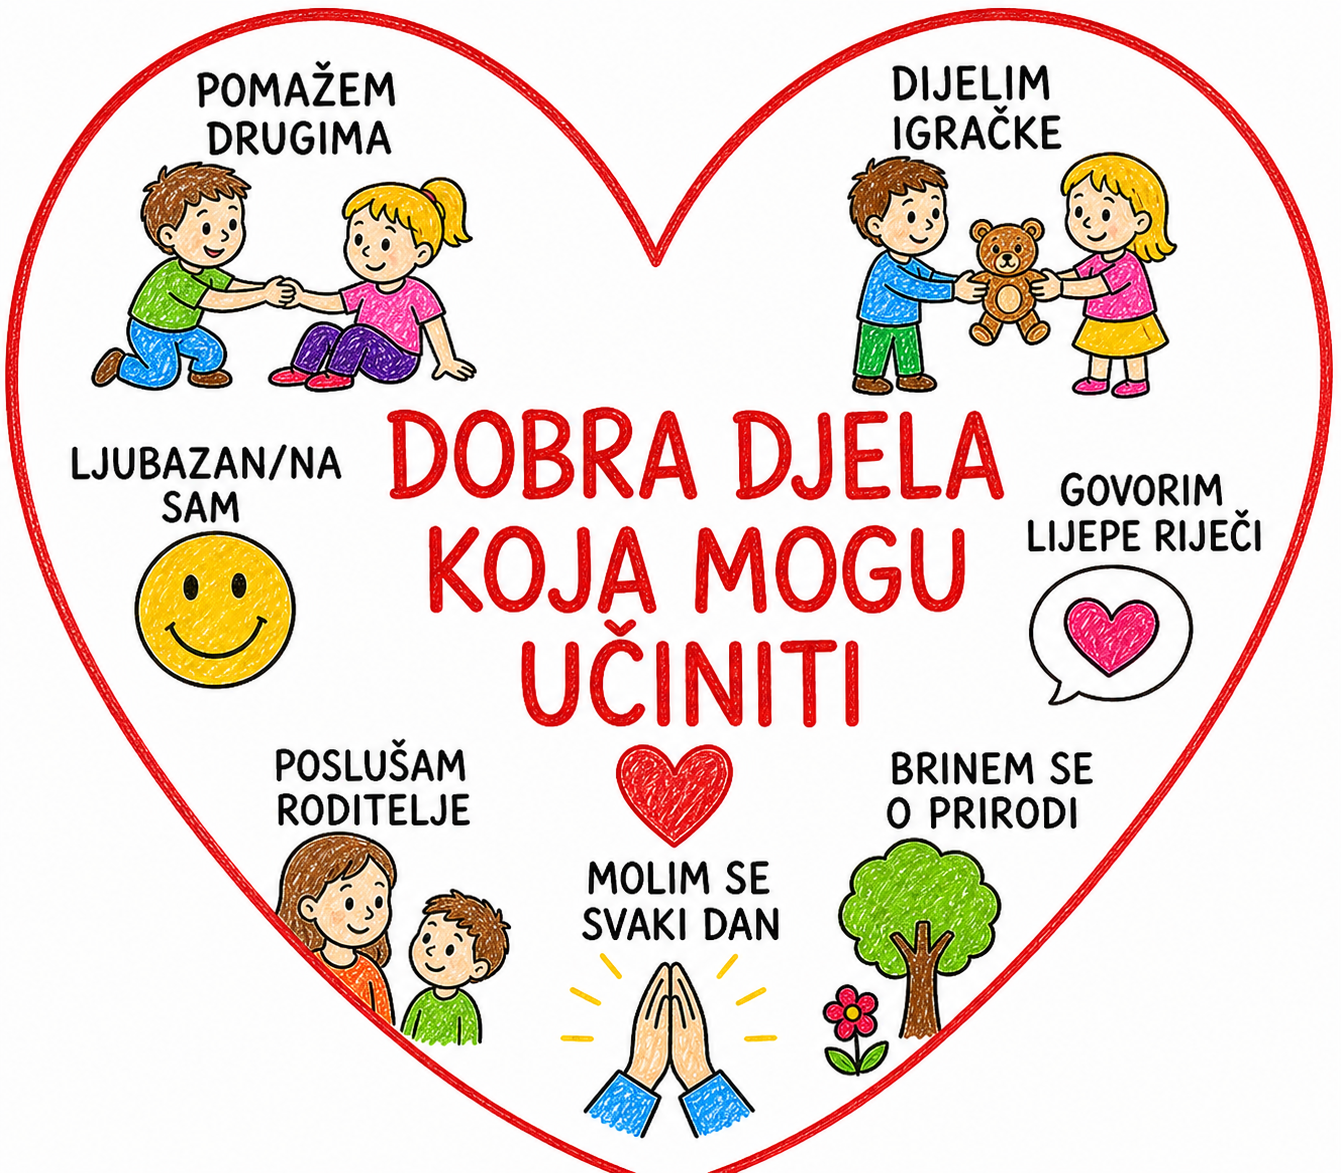 POMAŽEM
DRUGIMA
DIJELIM
IGRAČKE
DOBRA DJELA
KOJA MOGU
UČINITI
LJUBAZAN/NA
SAM
GOVORIM
LIJEPE RIJEČI
POSLUŠAM
RODITELJE
BRINEM SE
O PRIRODI
MOLIM SE
SVAKI DAN